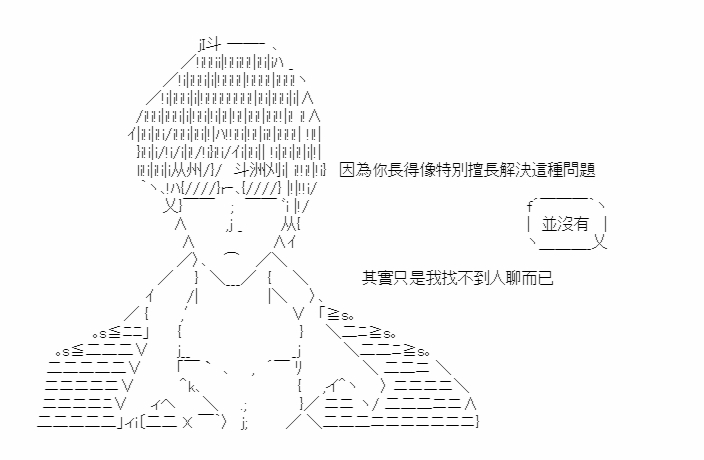 因為你長得像特別擅長解決這種問題
並沒有
其實只是我找不到人聊而已